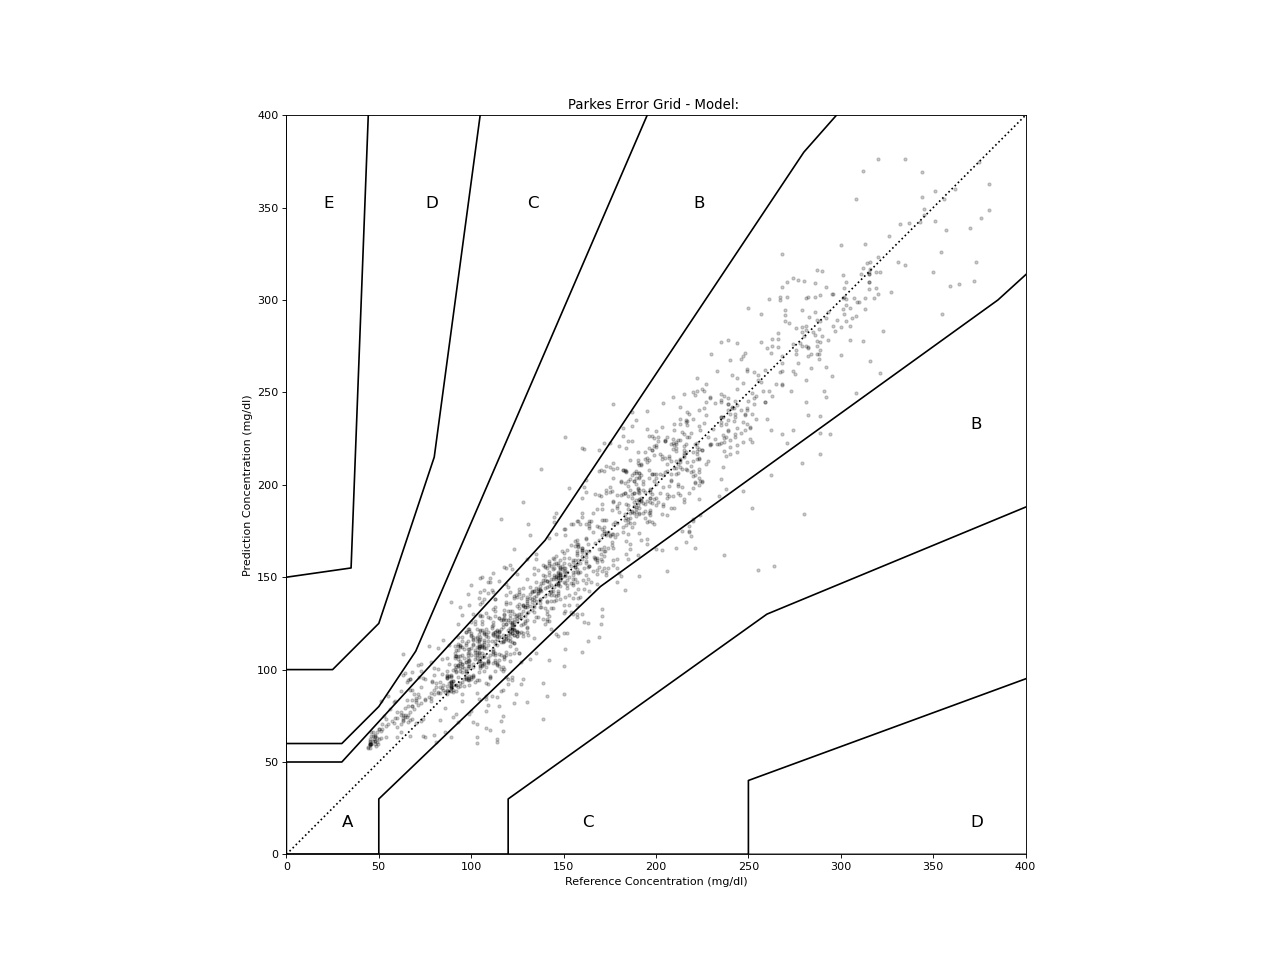 Parkes Error Grid - Model:
Prediction Concentration (mg/dl)
400
350
300
250
200
150
100
50
0
E
D
C
B
B
A
C
D
0 50 100 150 200 250 300 350 400
Reference Concentration (mg/dl)